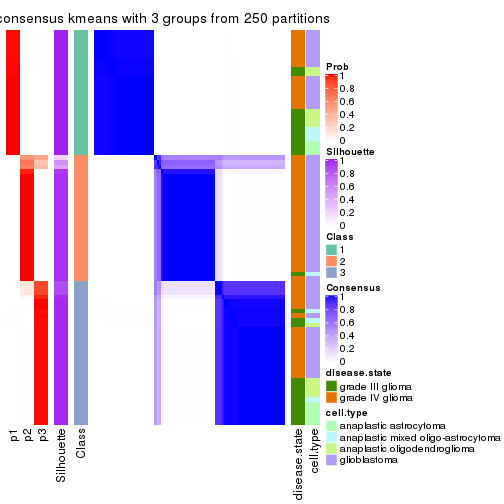 consensus kmeans with 3 groups from 250 partitions
Prob
1
0.8
0.6
0.4
0.2
0
Silhouette
1
0.8
0.6
0.4
0.2
0
Class
1
2
3
Consensus
1
0.8
0.6
0.4
0.2
0
disease.state
grade III glioma
grade IV glioma
cell.type
anaplastic astrocytoma
anaplastic mixed oligo-astrocytoma
anaplastic oligodendroglioma
glioblastoma
p1
p2
p3
Silhouette
Class
disease.state
cell.type